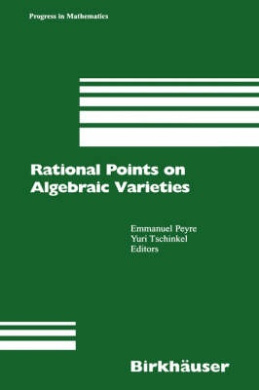 Progress in Mathematics
Rational Points on
Algebraic Varieties
Emmanuel Peyre
Yuri Tschinkel
Editors
Birkhäuser